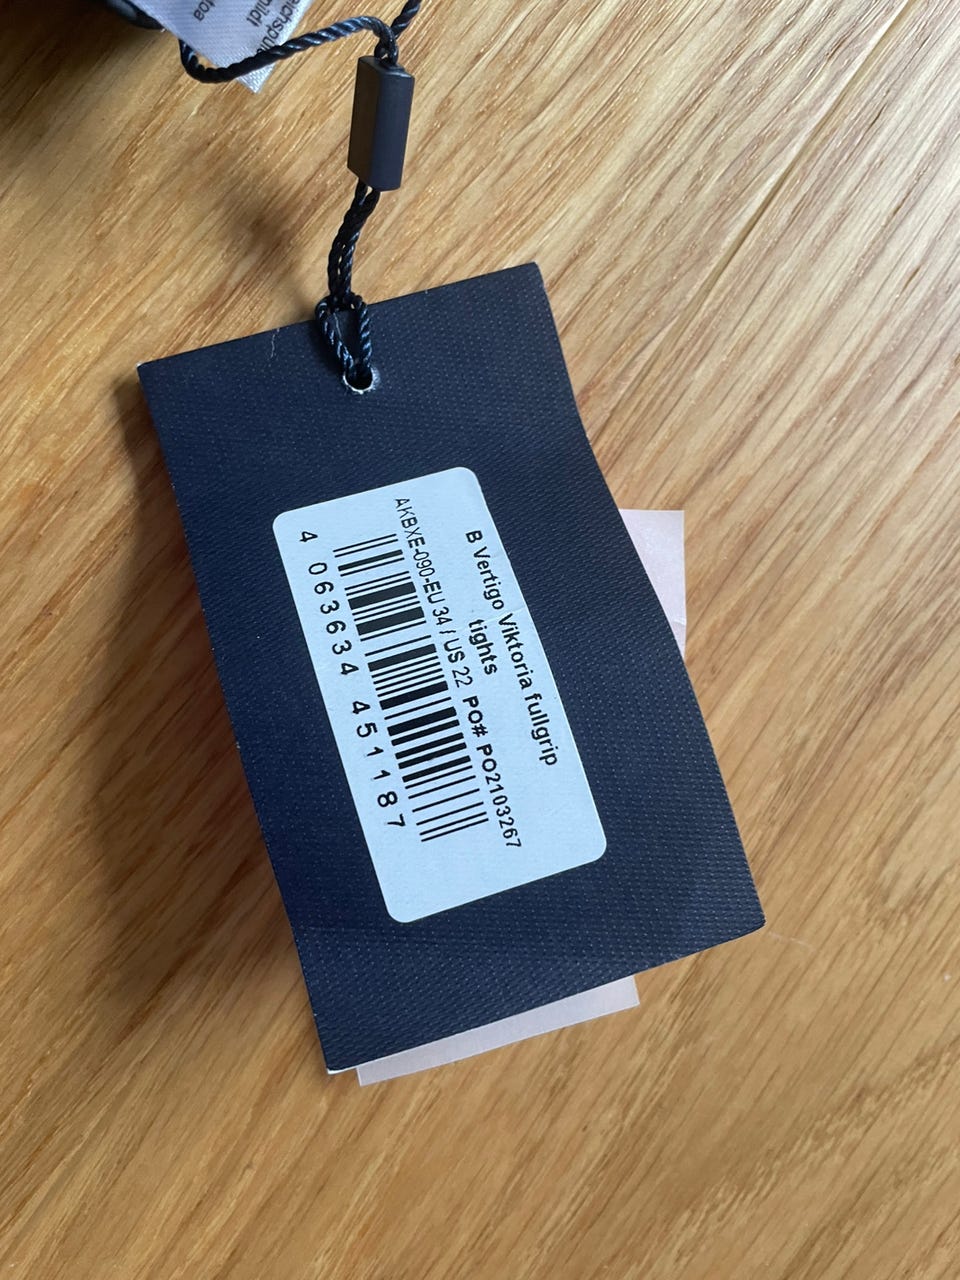 B Vertigo Viktoria fullgrip
tights
AKBXE-090-EU 34 / US 22 PO# PO2103267
4 063634 451187